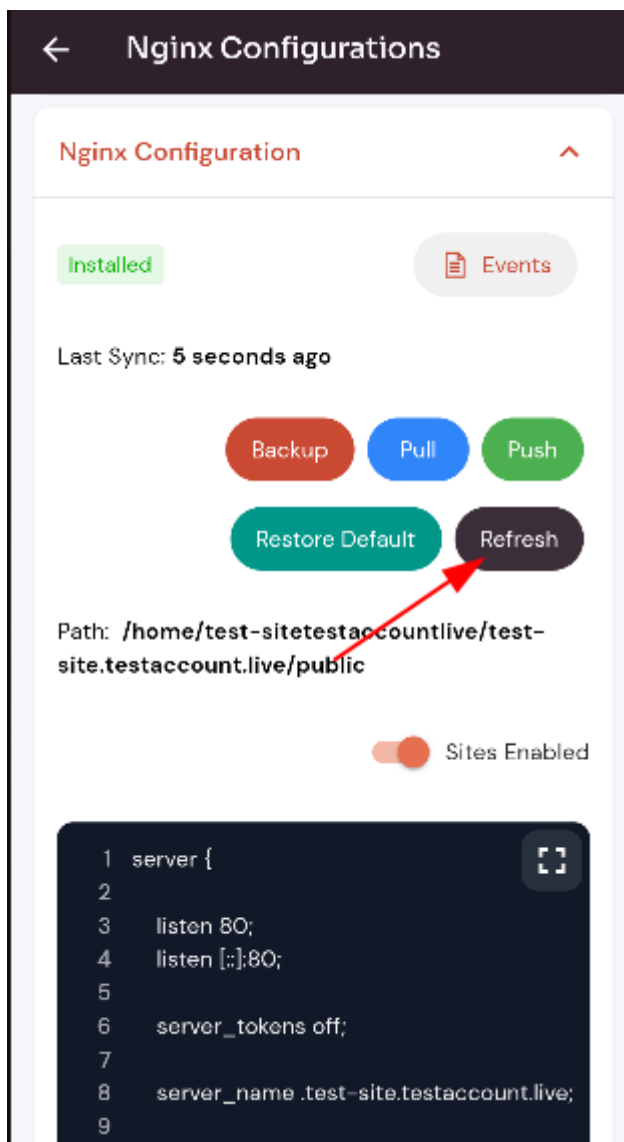 Nginx Configurations
Nginx Configuration
Installed
Events
Last Sync: 5 seconds ago
Backup
Pull
Push
Restore Default
Refresh
Path: /home/test-sitetestaccountlive/test-
site.testaccount.live/public
Sites Enabled
1 server {
2
3 listen 80;
4 listen [::]:80;
5
6 server_tokens off;
7
8 server_name .test-site.testaccount.live;
9